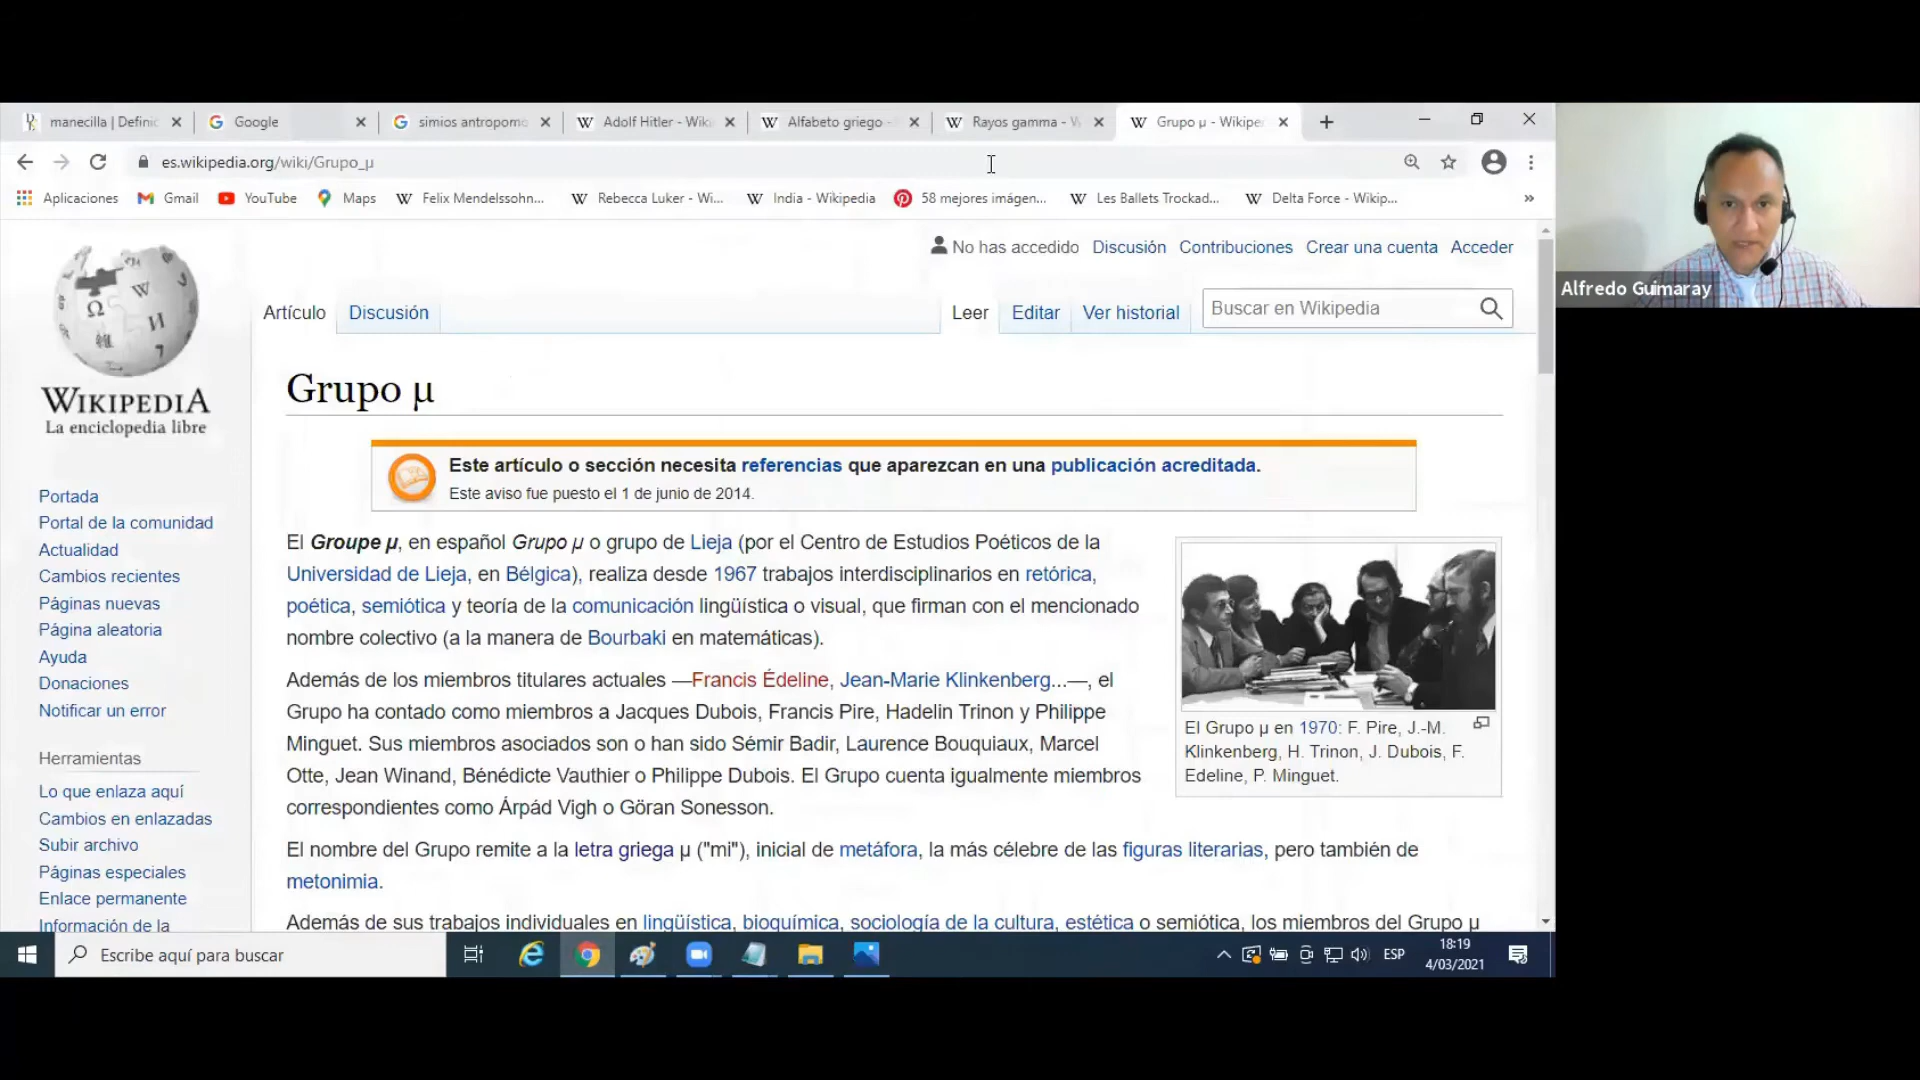 manecilla | Definic
Google
simios antropomo
Adolf Hitler - Wiki
Alfabeto griego -
Rayos gamma - W
Grupo µ - Wikipe
es.wikipedia.org/wiki/Grupo_µ
Aplicaciones
Gmail
YouTube
Maps
Felix Mendelssohn...
Rebecca Luker - Wi...
India - Wikipedia
58 mejores imágen...
Les Ballets Trockad...
Delta Force - Wikip...
»
No has accedido Discusión Contribuciones Crear una cuenta Acceder
Artículo Discusión
Leer Editar Ver historial
Buscar en Wikipedia
WIKIPEDIA
La enciclopedia libre
Portada
Portal de la comunidad
Actualidad
Cambios recientes
Páginas nuevas
Página aleatoria
Ayuda
Donaciones
Notificar un error
Herramientas
Lo que enlaza aquí
Cambios en enlazadas
Subir archivo
Páginas especiales
Enlace permanente
Información de la
Grupo µ
Este artículo o sección necesita referencias que aparezcan en una publicación acreditada.
Este aviso fue puesto el 1 de junio de 2014.
El Groupe µ, en español Grupo µ o grupo de Lieja (por el Centro de Estudios Poéticos de la
Universidad de Lieja, en Bélgica), realiza desde 1967 trabajos interdisciplinarios en retórica,
poética, semiótica y teoría de la comunicación lingüística o visual, que firman con el mencionado
nombre colectivo (a la manera de Bourbaki en matemáticas).
Además de los miembros titulares actuales —Francis Édeline, Jean-Marie Klinkenberg...—, el
Grupo ha contado como miembros a Jacques Dubois, Francis Pire, Hadelin Trinon y Philippe
Minguet. Sus miembros asociados son o han sido Sémir Badir, Laurence Bouquiaux, Marcel
Otte, Jean Winand, Bénédicte Vauthier o Philippe Dubois. El Grupo cuenta igualmente miembros
correspondientes como Árpád Vigh o Göran Sonesson.
El nombre del Grupo remite a la letra griega µ ("mi"), inicial de metáfora, la más célebre de las figuras literarias, pero también de
metonimia.
Además de sus trabajos individuales en lingüística, bioquímica, sociología de la cultura, estética o semiótica, los miembros del Grupo µ
El Grupo µ en 1970: F. Pire, J.-M.
Klinkenberg, H. Trinon, J. Dubois, F.
Edeline, P. Minguet.
Alfredo Guimaray
Escribe aquí para buscar
ESP
18:19
4/03/2021